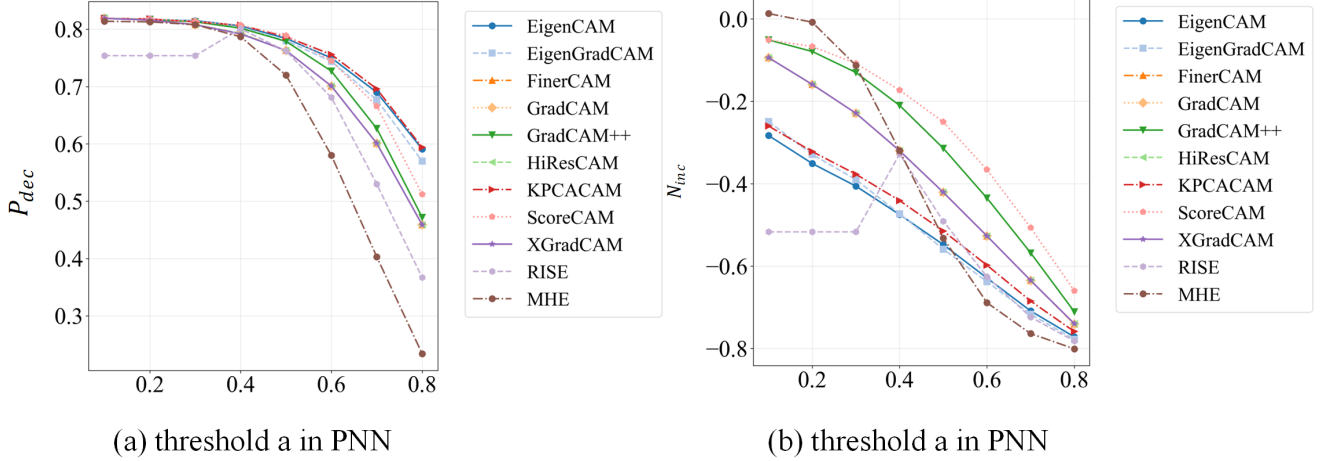 P_dec
0.8
0.7
0.6
0.5
0.4
0.3
0.2
0.4
0.6
0.8
EigenCAM
EigenGradCAM
FinerCAM
GradCAM
GradCAM++
HiResCAM
KPCACAM
ScoreCAM
XGradCAM
RISE
MHE
(a) threshold a in PNN
N_inc
0.0
−0.2
−0.4
−0.6
−0.8
0.2
0.4
0.6
0.8
EigenCAM
EigenGradCAM
FinerCAM
GradCAM
GradCAM++
HiResCAM
KPCACAM
ScoreCAM
XGradCAM
RISE
MHE
(b) threshold a in PNN